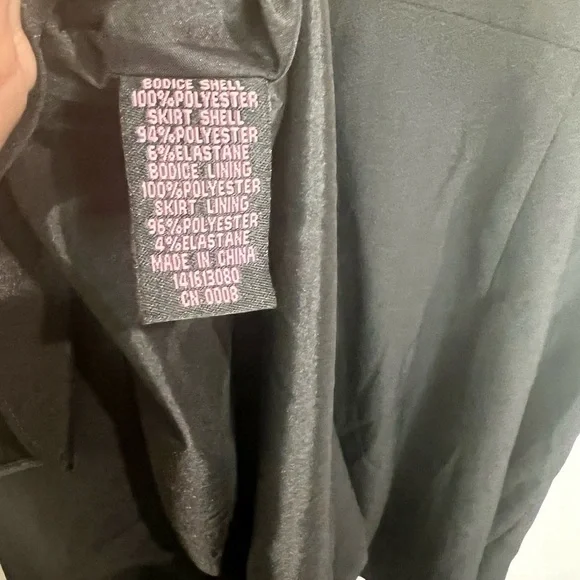 BODICE SHELL
100%POLYESTER
SKIRT SHELL
94%POLYESTER
6%ELASTANE
BODICE LINING
100%POLYESTER
SKIRT LINING
96%POLYESTER
4%ELASTANE
MADE IN CHINA
141613080
CN 0008